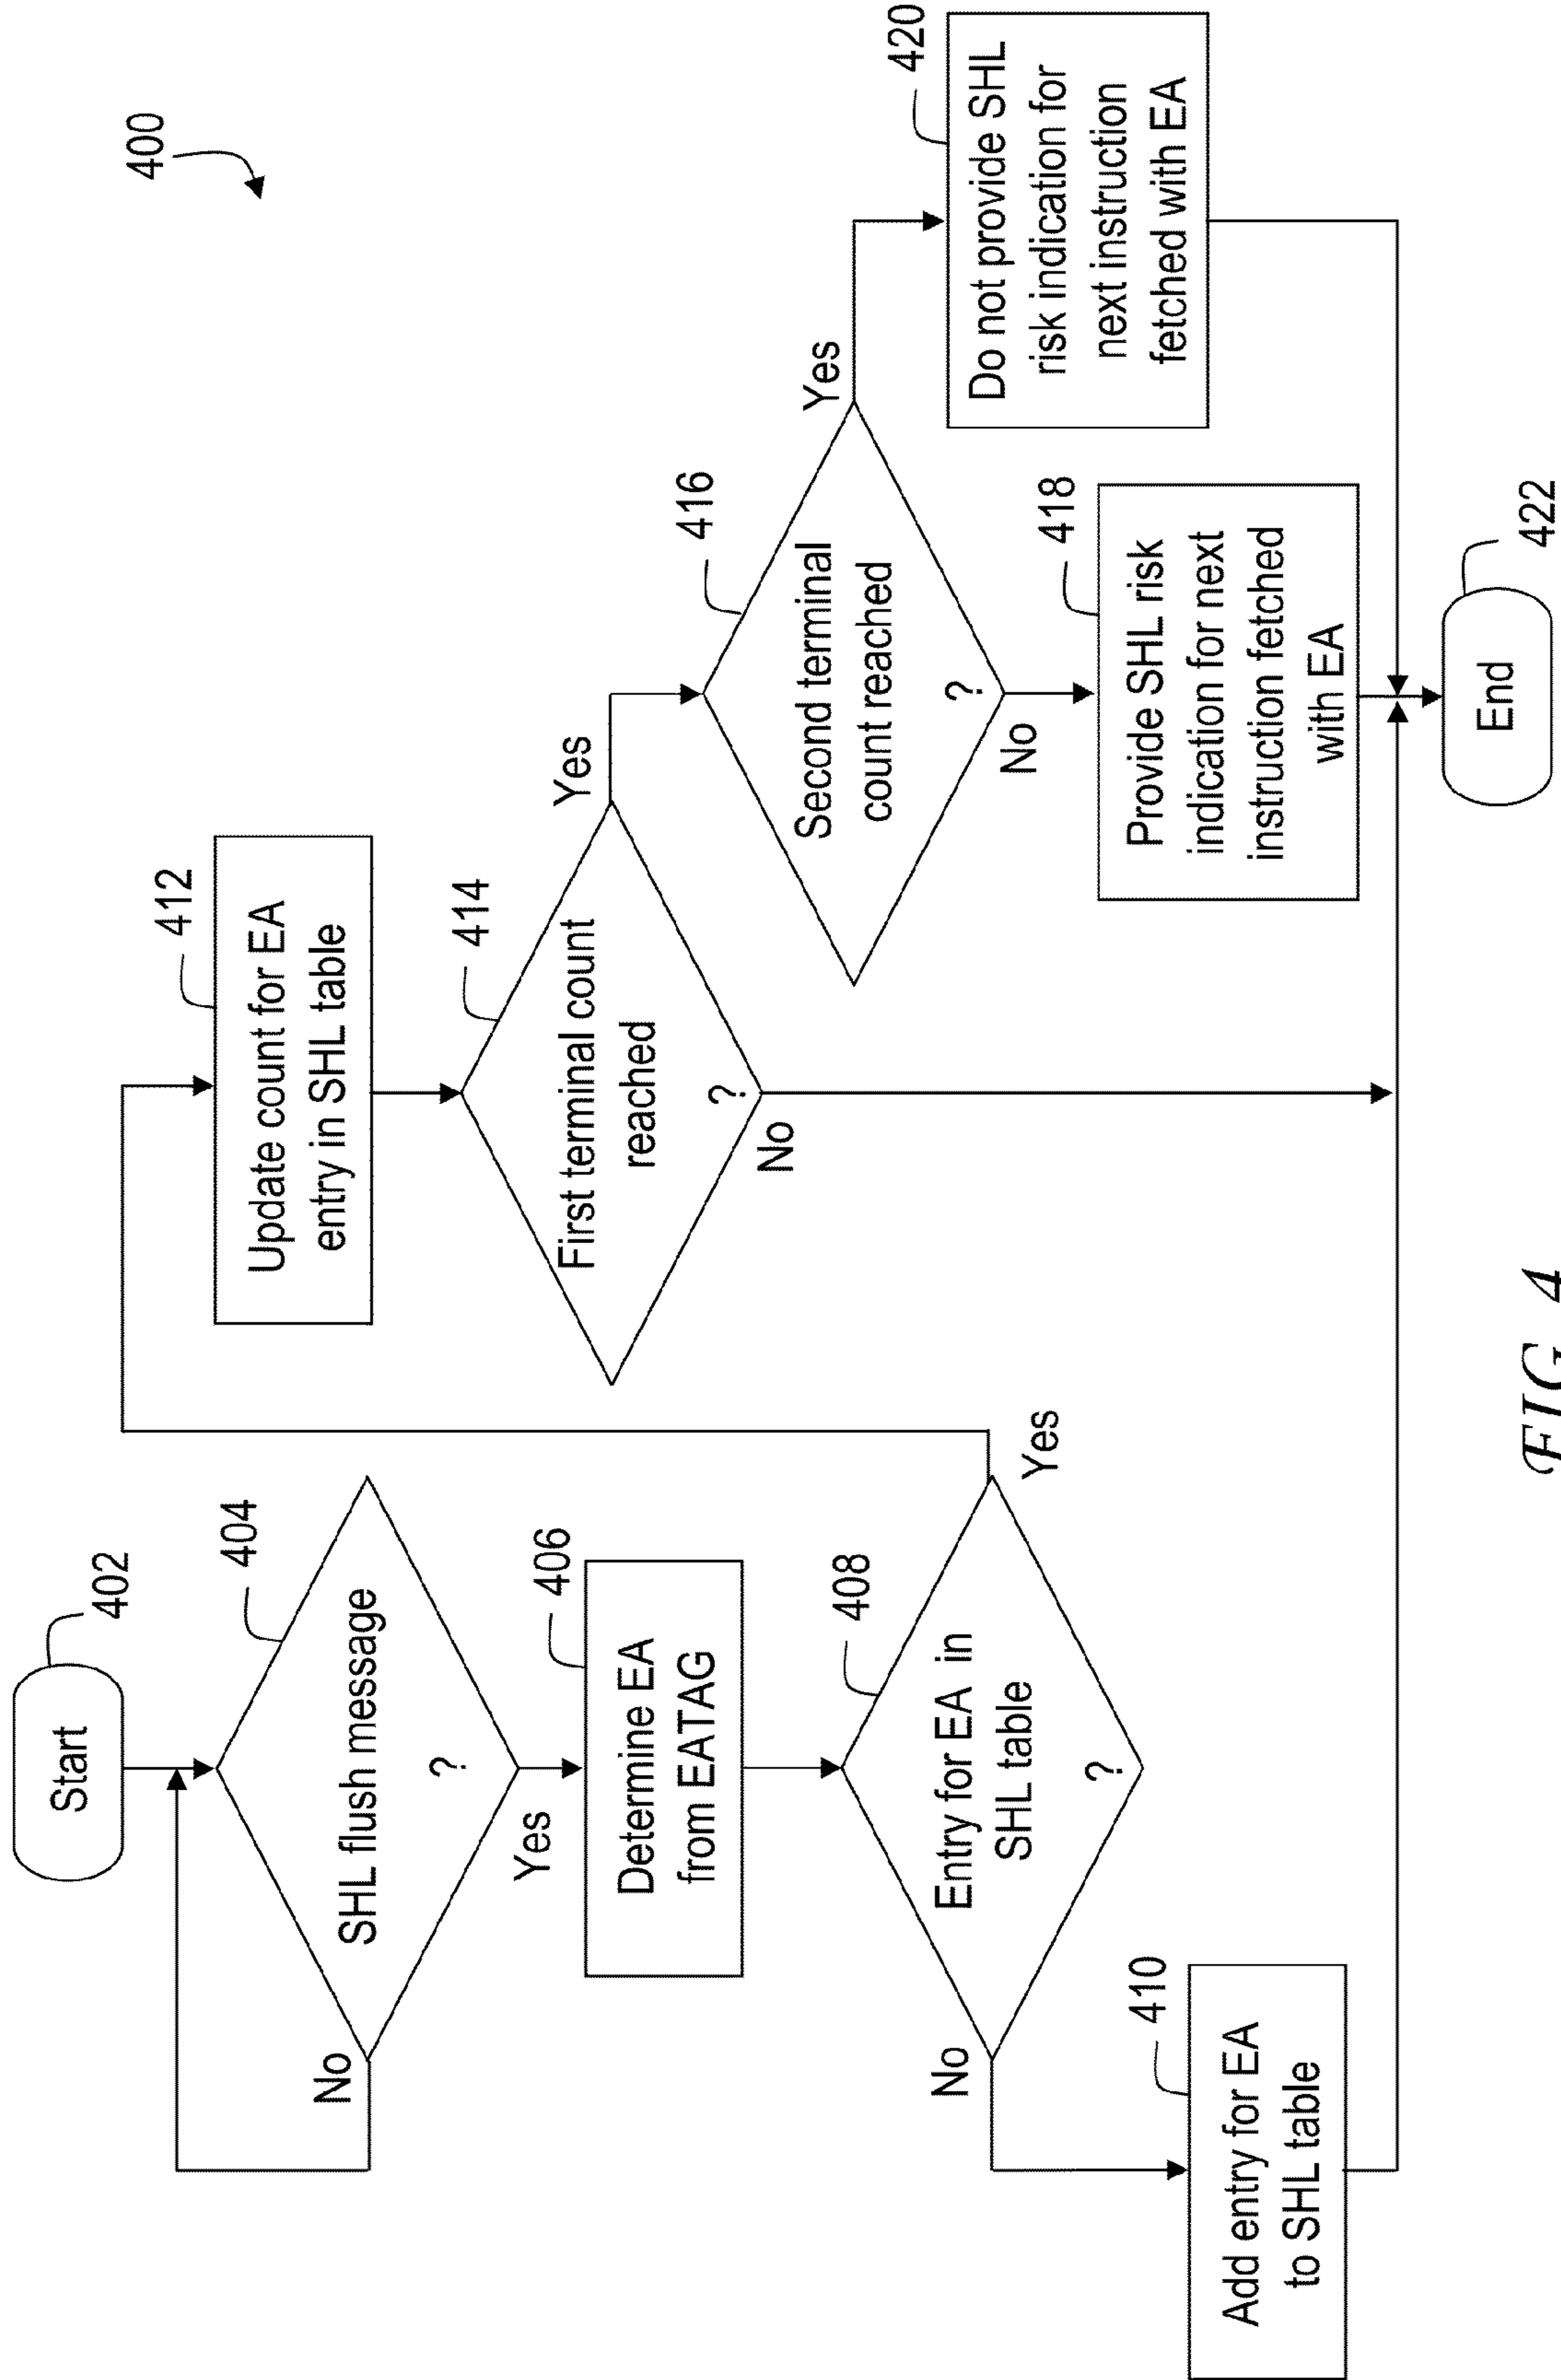 400
Start
402
SHL flush message
?
404
No
Yes
Determine EA
from EATAG
406
Entry for EA in
SHL table
?
408
No
Yes
Add entry for EA
to SHL table
410
Update count for EA
entry in SHL table
412
First terminal count
reached
?
414
Yes
No
Second terminal
count reached
?
416
Yes
No
Provide SHL risk
indication for next
instruction fetched
with EA
418
Do not provide SHL
risk indication for
next instruction
fetched with EA
420
End
422
FIG. 4